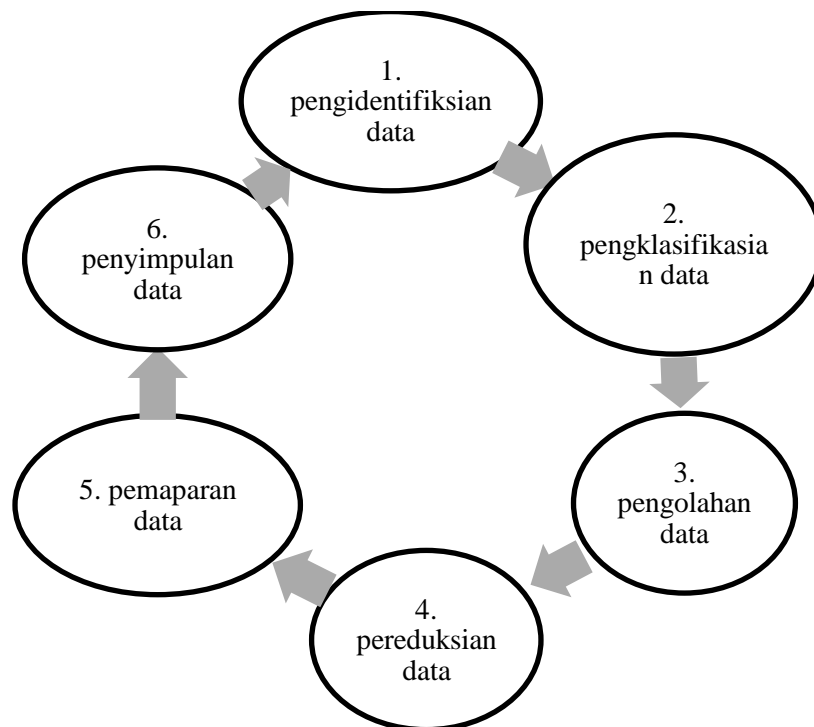 1.
pengidentifiksian
data
2.
pengklasifikasia
n data
3.
pengolahan
data
4.
pereduksian
data
5. pemaparan
data
6.
penyimpulan
data